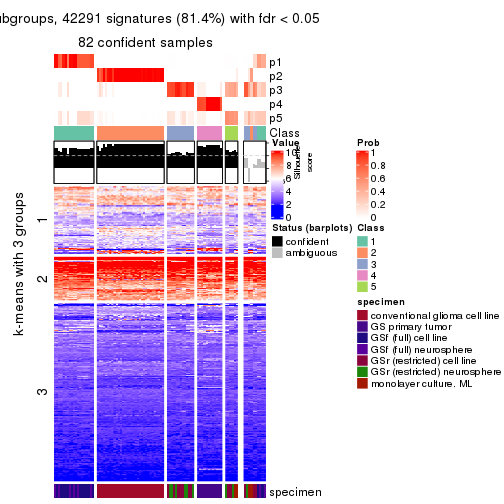 ubgroups, 42291 signatures (81.4%) with fdr < 0.05
82 confident samples
p1
p2
p3
p4
p5
Class
1
2
3
k-means with 3 groups
specimen
Value
10
8
6
4
2
0
Silhouette
score
Prob
1
0.8
0.6
0.4
0.2
0
Status (barplots)
confident
ambiguous
Class
1
2
3
4
5
specimen
conventional glioma cell line
GS primary tumor
GSf (full) cell line
GSf (full) neurosphere
GSr (restricted) cell line
GSr (restricted) neurosphere
monolayer culture. ML